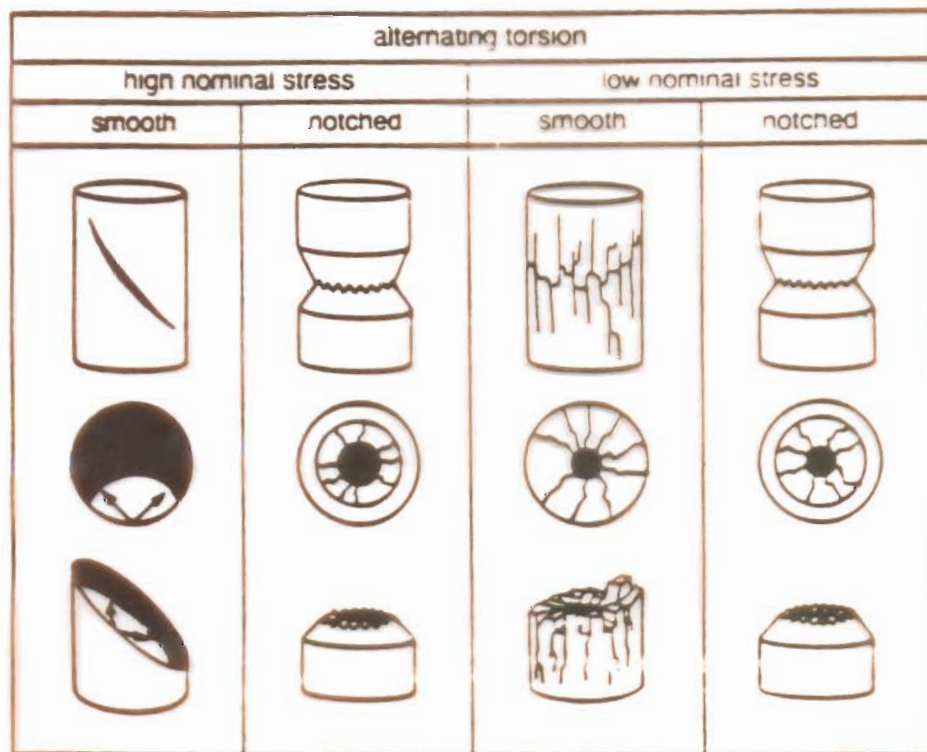 alternating torsion
high nominal stress low nominal stress
smooth notched smooth notched